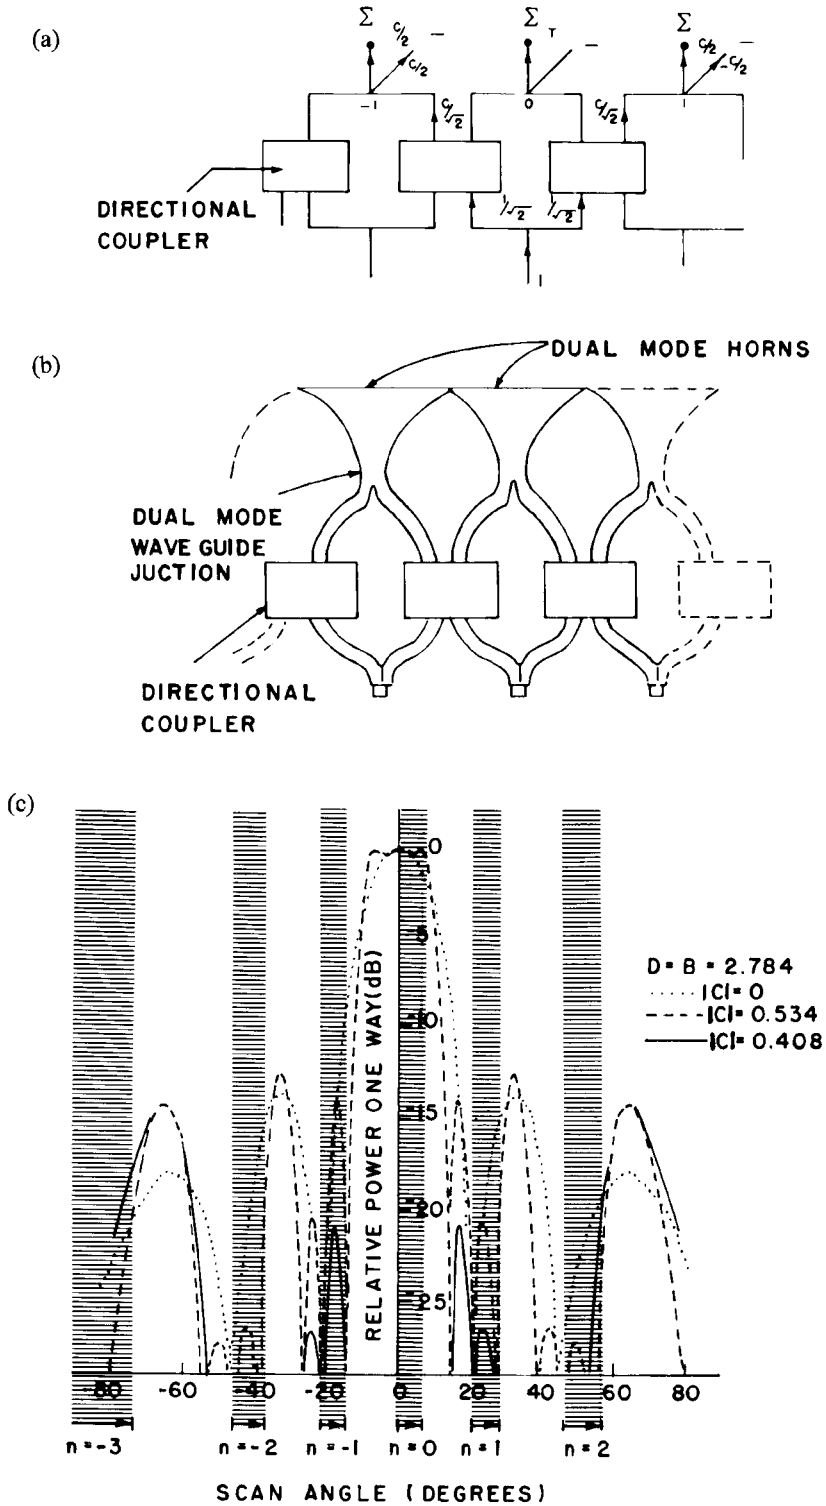 (a)
Σ C/2 –
C/2
Σ T –
Σ C/2 –
-C/2
-1
0
1
C/√2
C/√2
1/√2
1/√2
1
DIRECTIONAL
COUPLER
(b)
DUAL MODE HORNS
DUAL MODE
WAVE GUIDE
JUCTION
DIRECTIONAL
COUPLER
(c)
RELATIVE POWER ONE WAY(dB)
0
-5
-10
-15
-20
-25
D = B = 2.784
|C|= 0
|C|= 0.534
|C|= 0.408
-80 -60 -40 -20 0 20 40 60 80
n=-3 n=-2 n=-1 n=0 n=1 n=2
SCAN ANGLE (DEGREES)